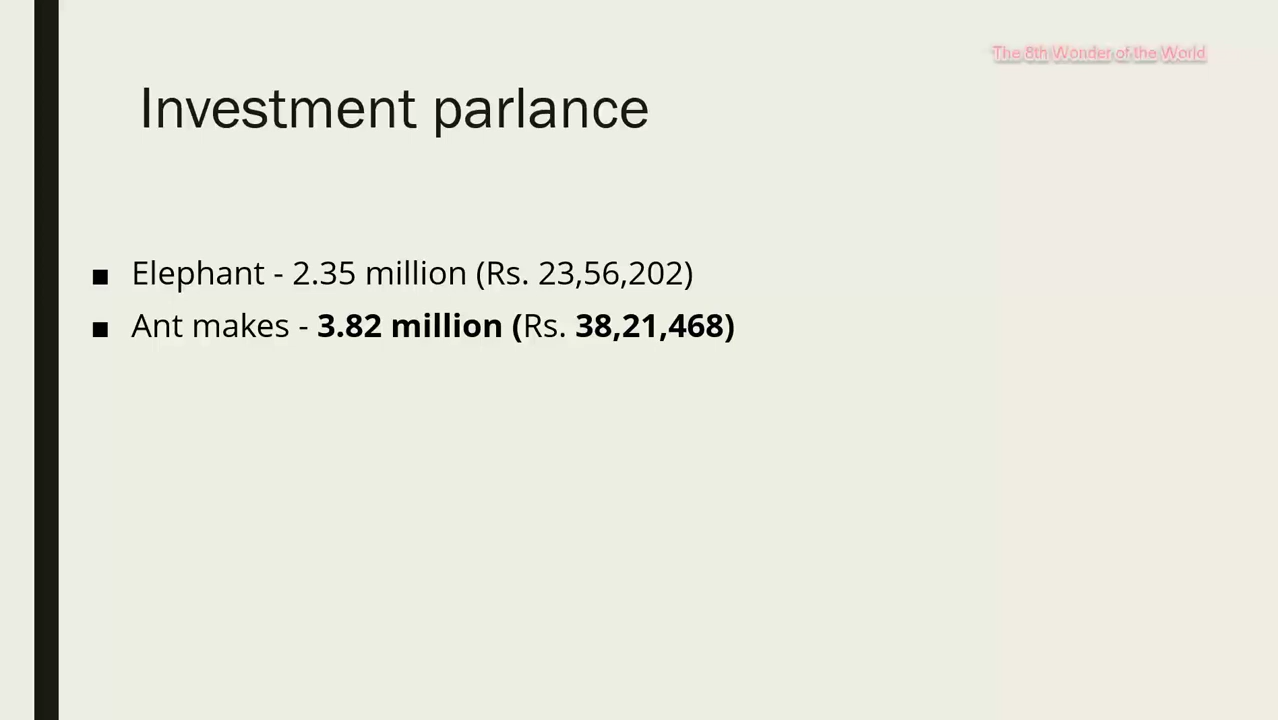 The 8th Wonder of the World
Investment parlance
■ Elephant - 2.35 million (Rs. 23,56,202)
■ Ant makes - 3.82 million (Rs. 38,21,468)